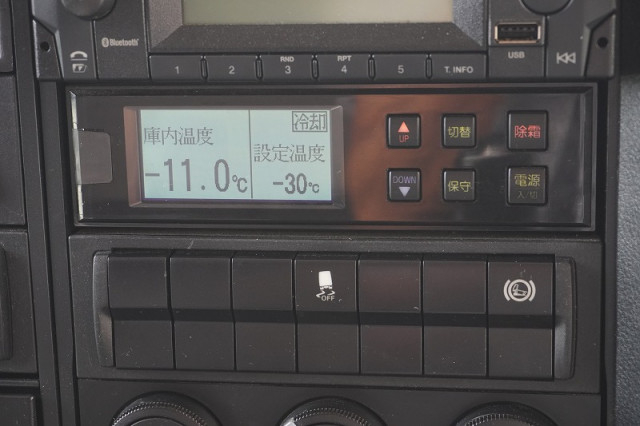 Bluetooth
1
2
RND
3
RPT
4
5
T. INFO
USB
庫内温度
-11.0℃
冷却
設定温度
-30℃
UP
切替
除霜
DOWN
保守
電源
入/切
OFF